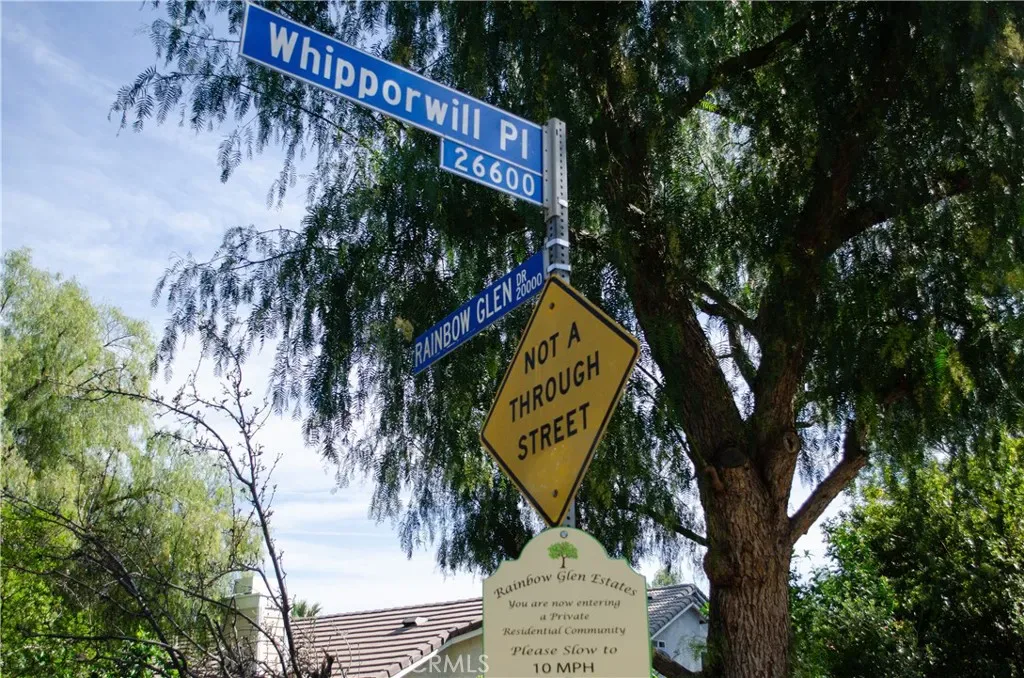 Whipporwill Pl
26600
RAINBOW GLEN DR
20000
NOT A
THROUGH
STREET
Rainbow Glen Estates
You are now entering
a Private
Residential Community
Please Slow to
10 MPH
CRMLS